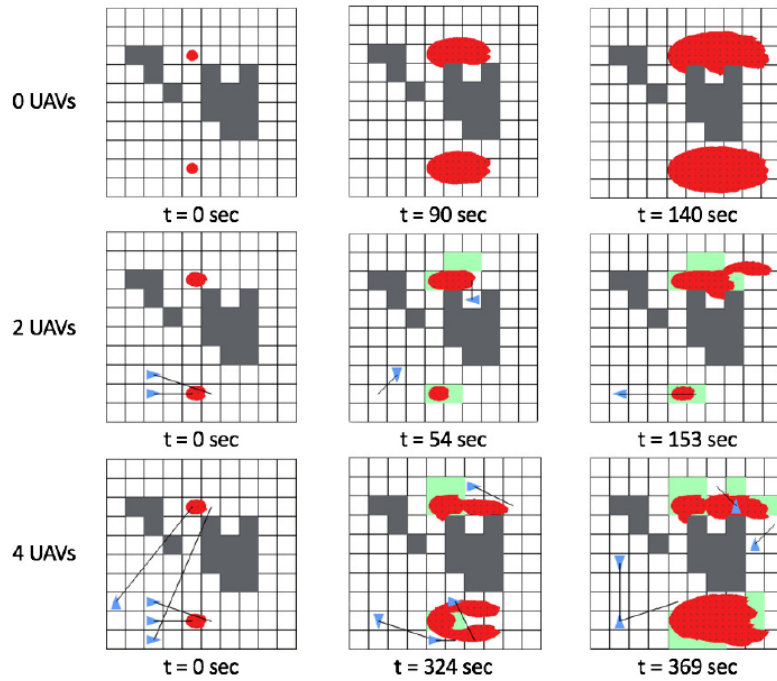 0 UAVs
t = 0 sec
t = 90 sec
t = 140 sec
2 UAVs
t = 0 sec
t = 54 sec
t = 153 sec
4 UAVs
t = 0 sec
t = 324 sec
t = 369 sec